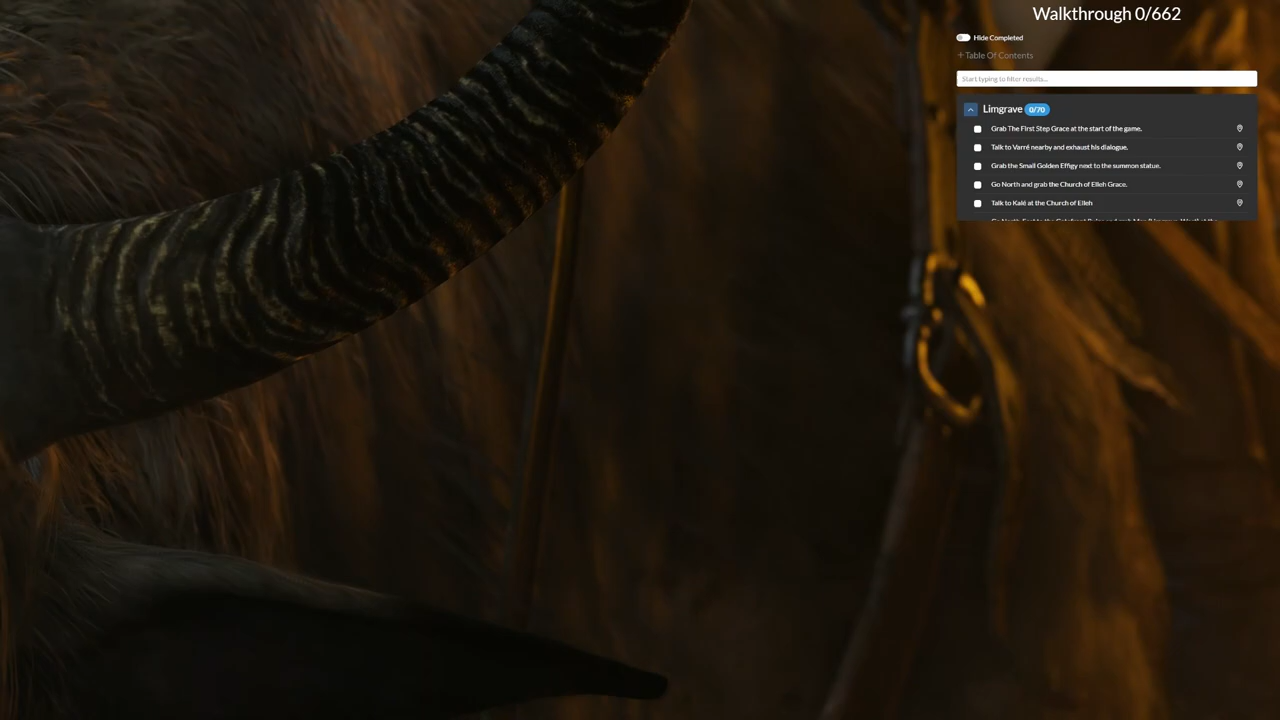 Walkthrough 0/662
Hide Completed
+Table Of Contents
Start typing to filter results...
Limgrave 0/70
Grab The First Step Grace at the start of the game.
Talk to Varré nearby and exhaust his dialogue.
Grab the Small Golden Effigy next to the summon statue.
Go North and grab the Church of Elleh Grace.
Talk to Kalé at the Church of Elleh